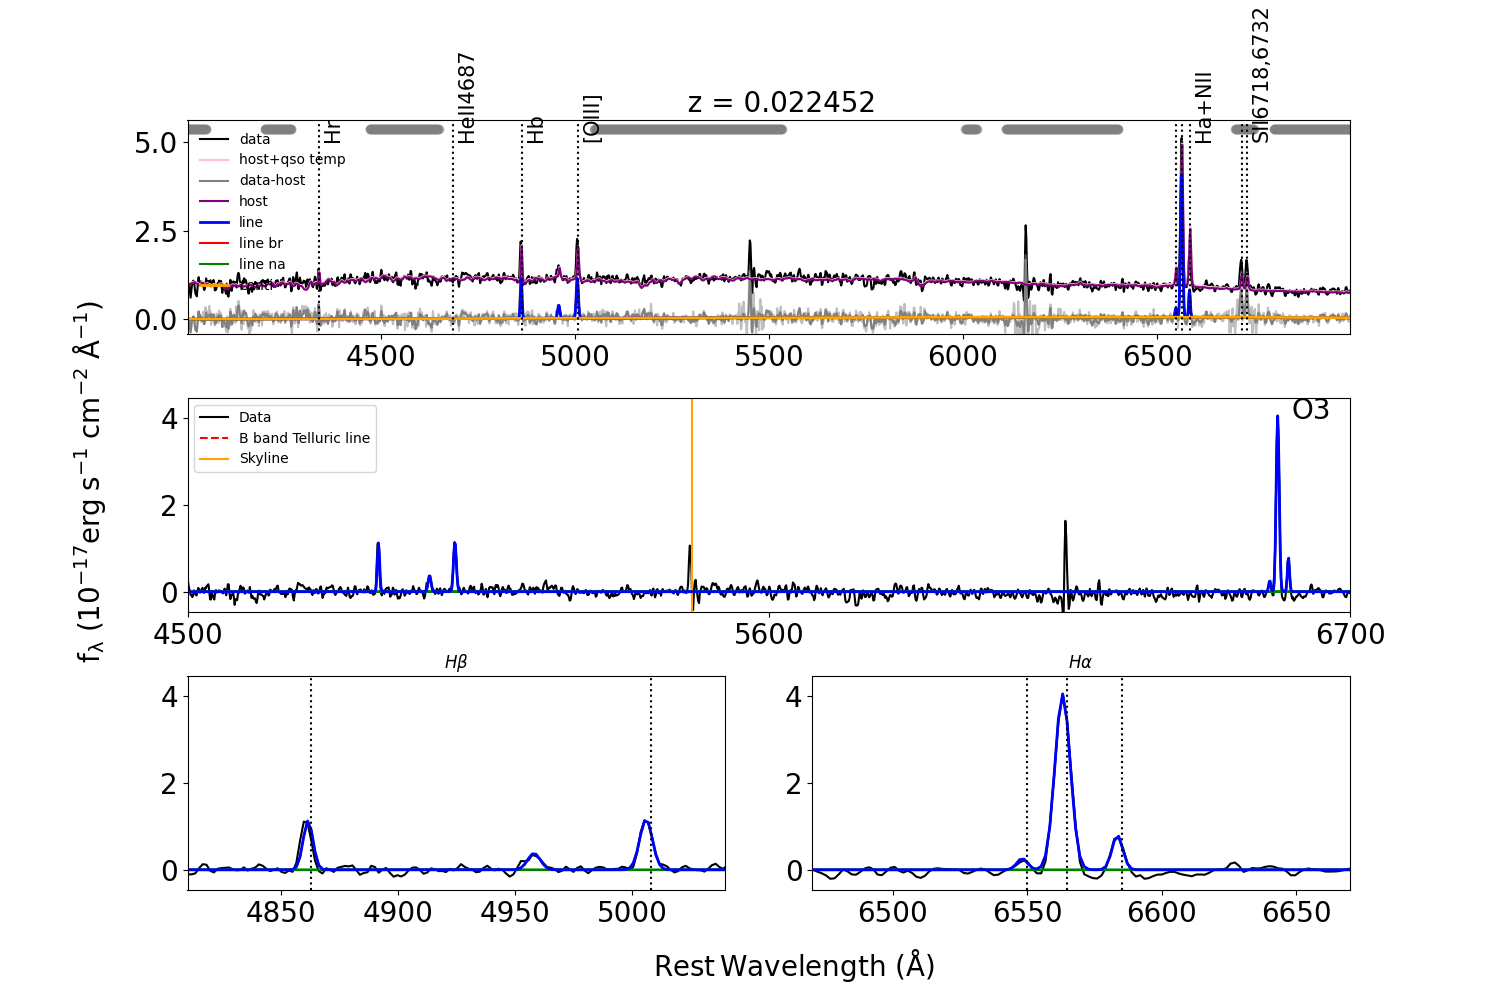 z = 0.022452
Hr
HeII4687
Hb
[OIII]
Ha+NII
SII6718,6732
data
host+qso temp
data-host
host
line
line br
line na
5.0
2.5
0.0
4500
5000
5500
6000
6500
f_λ (10⁻¹⁷erg s⁻¹ cm⁻² Å⁻¹)
Data
B band Telluric line
Skyline
O3
4
2
0
4500
5600
6700
Hβ
4
2
0
4850
4900
4950
5000
Hα
4
2
0
6500
6550
6600
6650
Rest Wavelength (Å)